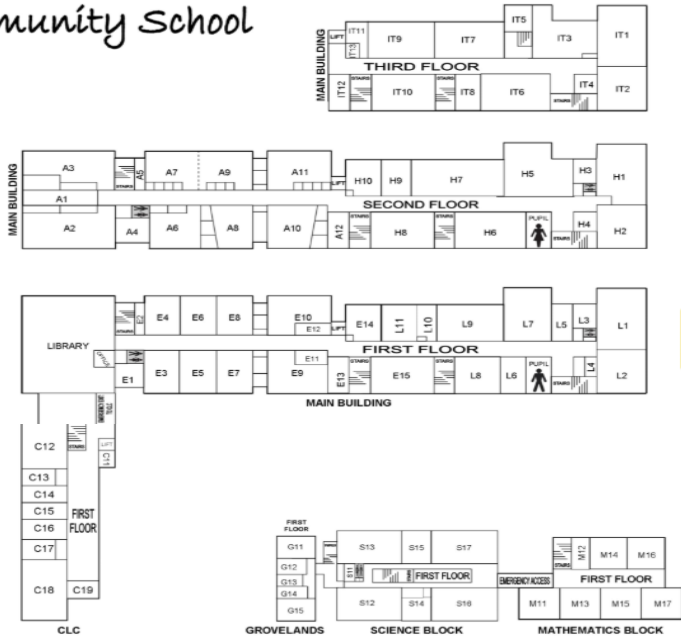 munity School
MAIN BUILDING
LIFT
IT11
IT13
IT9
IT7
IT5
IT3
IT1
THIRD FLOOR
IT12
STAIRS
IT10
STAIRS
IT8
IT6
STAIRS
IT4
IT2
MAIN BUILDING
A3
STAIRS
A5
A7
A9
A11
LIFT
H10
H9
H7
H5
H3
H1
A1
SECOND FLOOR
A2
A4
A6
A8
A10
A12
STAIRS
H8
STAIRS
H6
PUPIL
STAIRS
H4
H2
LIBRARY
OFFICE
STAIRS
E2
E4
E6
E8
E10
E12
LIFT
E14
L11
L10
L9
L7
L5
L3
L1
FIRST FLOOR
E1
E3
E5
E7
E9
E11
E13
STAIRS
E15
STAIRS
L8
L6
PUPIL
STAIRS
L4
L2
MAIN BUILDING
C12
STAIRS
LIFT
C11
C13
C14
C15
C16
C17
C18
C19
FIRST
FLOOR
CLC
FIRST
FLOOR
G11
G12
G13
G14
G15
GROVELANDS
S13
S15
S17
S11
FIRST FLOOR
S12
S14
S16
SCIENCE BLOCK
EMERGENCY ACCESS
STAIRS
M12
M14
M16
FIRST FLOOR
M11
M13
M15
M17
MATHEMATICS BLOCK